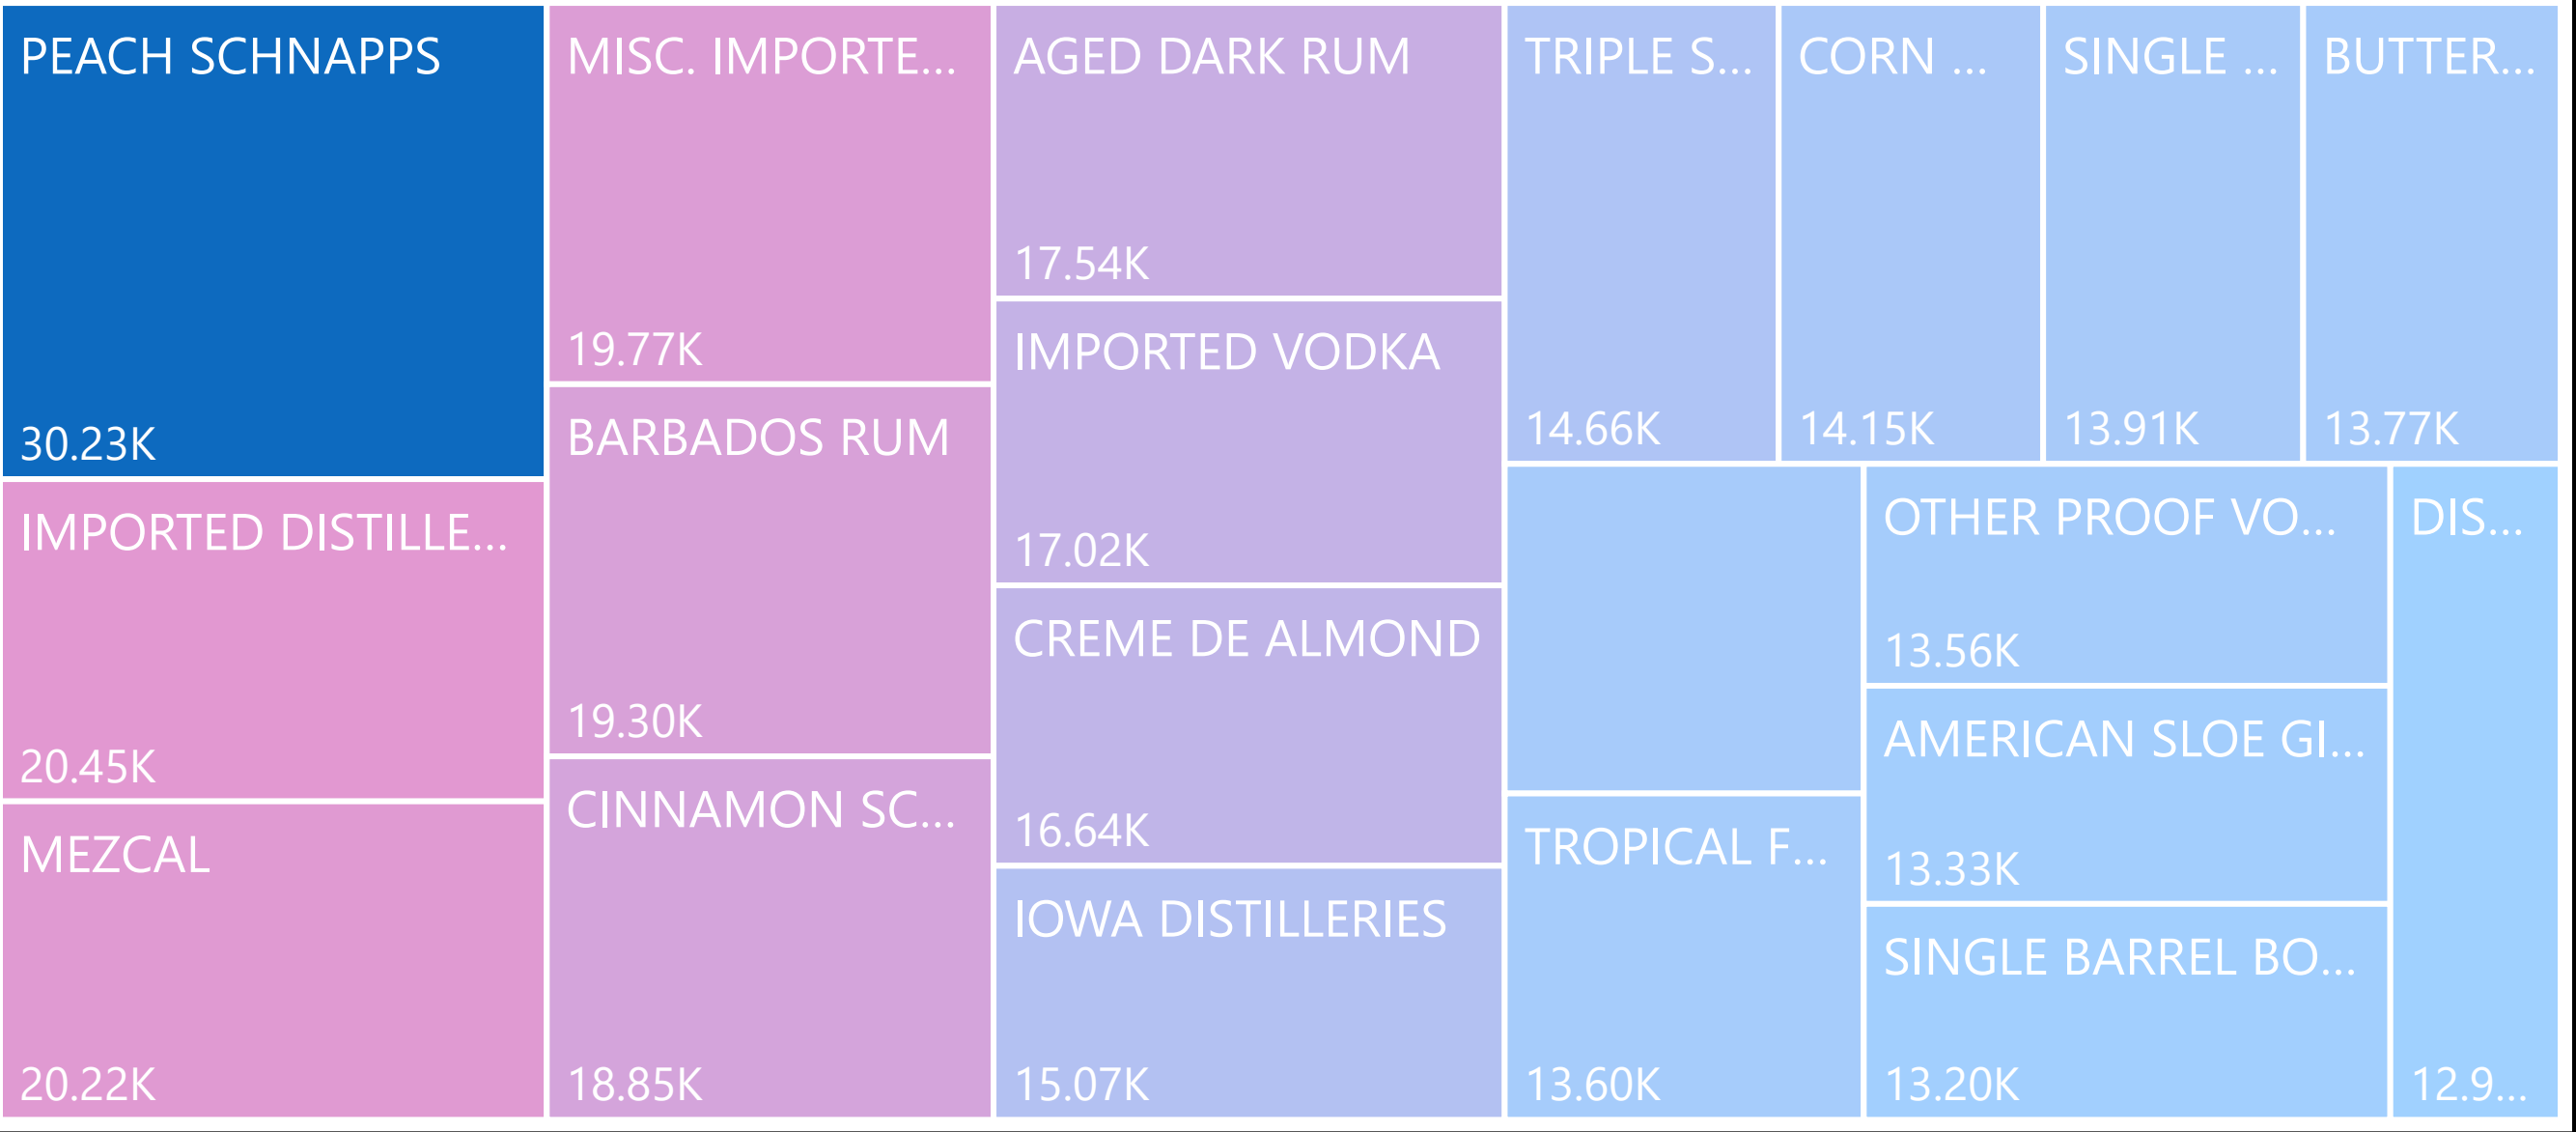 PEACH SCHNAPPS
30.23K
IMPORTED DISTILLE...
20.45K
MEZCAL
20.22K
MISC. IMPORTE...
19.77K
BARBADOS RUM
19.30K
CINNAMON SC...
18.85K
AGED DARK RUM
17.54K
IMPORTED VODKA
17.02K
CREME DE ALMOND
16.64K
IOWA DISTILLERIES
15.07K
TRIPLE S...
14.66K
CORN ...
14.15K
SINGLE ...
13.91K
BUTTER...
13.77K
TROPICAL F...
13.60K
OTHER PROOF VO...
13.56K
AMERICAN SLOE GI...
13.33K
SINGLE BARREL BO...
13.20K
DIS...
12.9...